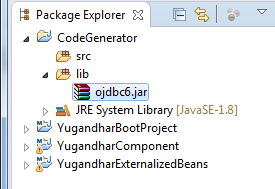 Package Explorer
CodeGenerator
src
lib
ojdbc6.jar
JRE System Library [JavaSE-1.8]
YugandharBootProject
YugandharComponent
YugandharExternalizedBeans